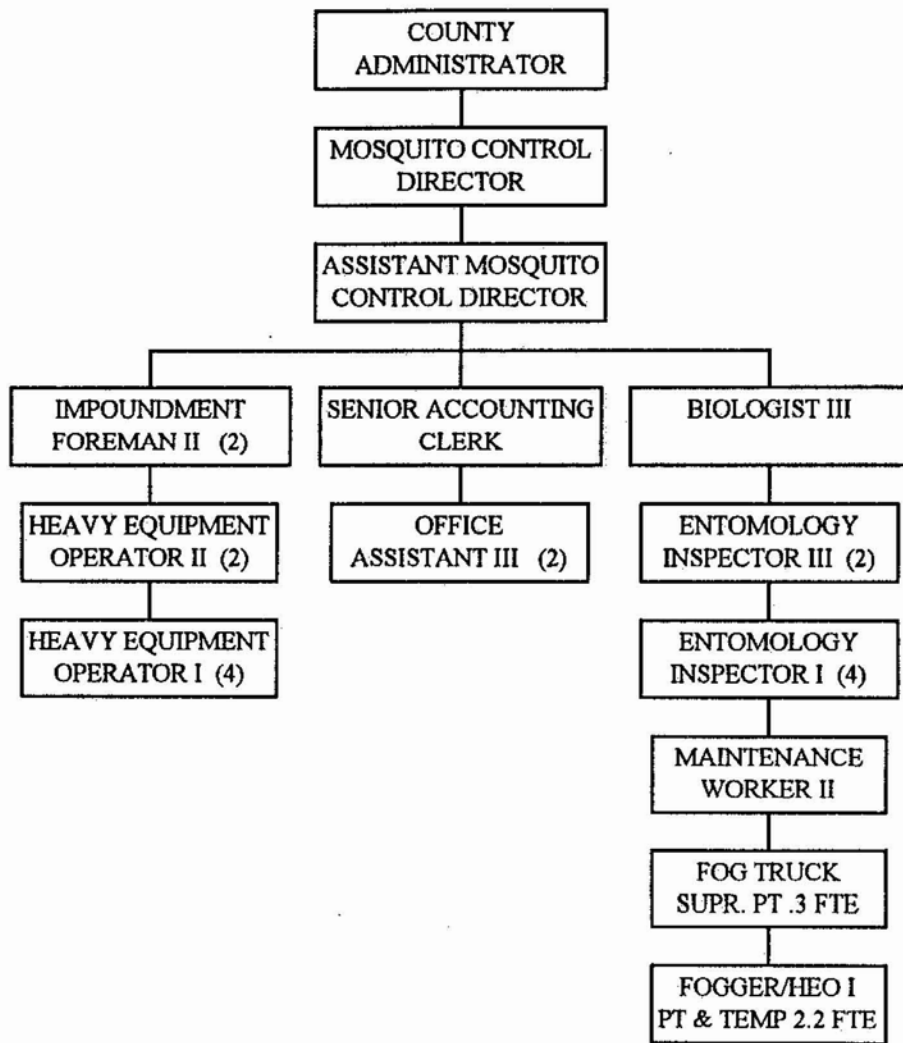 COUNTY
ADMINISTRATOR
MOSQUITO CONTROL
DIRECTOR
ASSISTANT MOSQUITO
CONTROL DIRECTOR
IMPOUNDMENT
FOREMAN II (2)
SENIOR ACCOUNTING
CLERK
BIOLOGIST III
HEAVY EQUIPMENT
OPERATOR II (2)
OFFICE
ASSISTANT III (2)
ENTOMOLOGY
INSPECTOR III (2)
HEAVY EQUIPMENT
OPERATOR I (4)
ENTOMOLOGY
INSPECTOR I (4)
MAINTENANCE
WORKER II
FOG TRUCK
SUPR. PT .3 FTE
FOGGER/HEO I
PT & TEMP 2.2 FTE